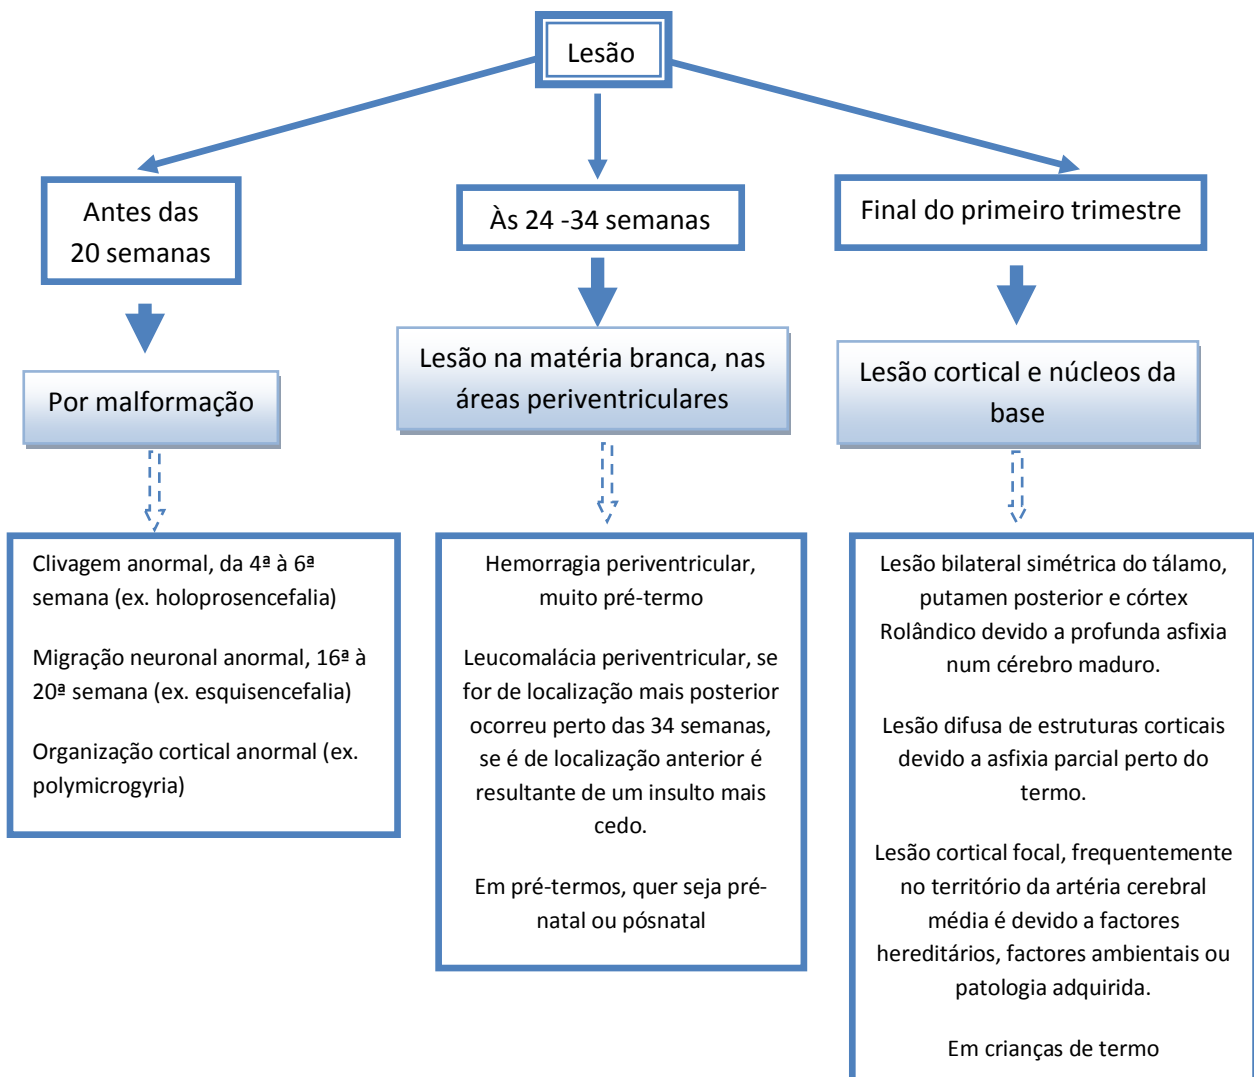 Lesão
Antes das
20 semanas
Às 24 -34 semanas
Final do primeiro trimestre
Por malformação
Lesão na matéria branca, nas
áreas periventriculares
Lesão cortical e núcleos da
base
Clivagem anormal, da 4ª à 6ª
semana (ex. holoprosencefalia)
Migração neuronal anormal, 16ª à
20ª semana (ex. esquisencefalia)
Organização cortical anormal (ex.
polymicrogyria)
Hemorragia periventricular,
muito pré-termo
Leucomalácia periventricular, se
for de localização mais posterior
ocorreu perto das 34 semanas,
se é de localização anterior é
resultante de um insulto mais
cedo.
Em pré-termos, quer seja pré-
natal ou pósnatal
Lesão bilateral simétrica do tálamo,
putamen posterior e córtex
Rolândico devido a profunda asfixia
num cérebro maduro.
Lesão difusa de estruturas corticais
devido a asfixia parcial perto do
termo.
Lesão cortical focal, frequentemente
no território da artéria cerebral
média é devido a factores
hereditários, factores ambientais ou
patologia adquirida.
Em crianças de termo